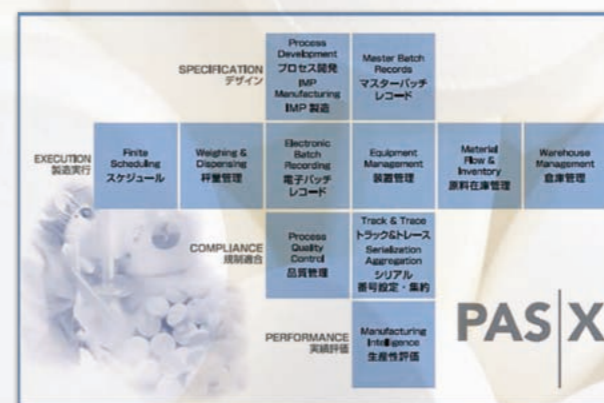 SPECIFICATION
デザイン
Process
Development
プロセス開発
IMP
Manufacturing
IMP 製造
Master Batch
Records
マスターバッチ
レコード
EXECUTION
製造実行
Finite
Scheduling
スケジュール
Weighing &
Dispensing
秤量管理
Electronic
Batch
Recording
電子バッチ
レコード
Equipment
Management
装置管理
Material
Flow &
Inventory
原料在庫管理
Warehouse
Management
倉庫管理
COMPLIANCE
規制適合
Process
Quality
Control
品質管理
Track & Trace
トラック&トレース
Serialization
Aggregation
シリアル
番号設定・集約
PERFORMANCE
実績評価
Manufacturing
Intelligence
生産性評価
PAS|X